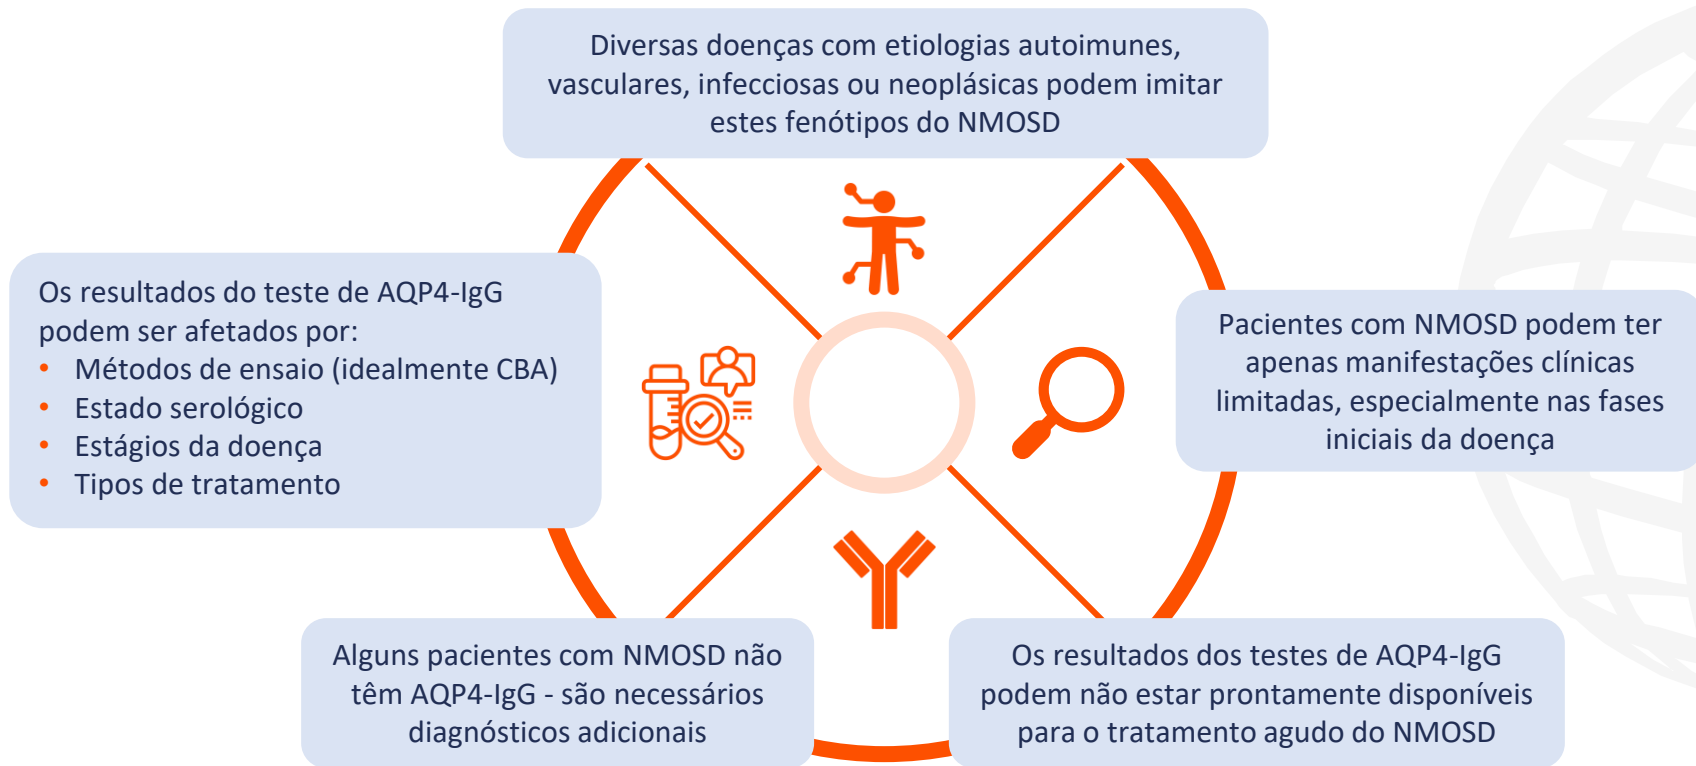 Diversas doenças com etiologias autoimunes,
vasculares, infecciosas ou neoplásicas podem imitar
estes fenótipos do NMOSD
Os resultados do teste de AQP4-IgG
podem ser afetados por:
• Métodos de ensaio (idealmente CBA)
• Estado serológico
• Estágios da doença
• Tipos de tratamento
Pacientes com NMOSD podem ter
apenas manifestações clínicas
limitadas, especialmente nas fases
iniciais da doença
Alguns pacientes com NMOSD não
têm AQP4-IgG - são necessários
diagnósticos adicionais
Os resultados dos testes de AQP4-IgG
podem não estar prontamente disponíveis
para o tratamento agudo do NMOSD